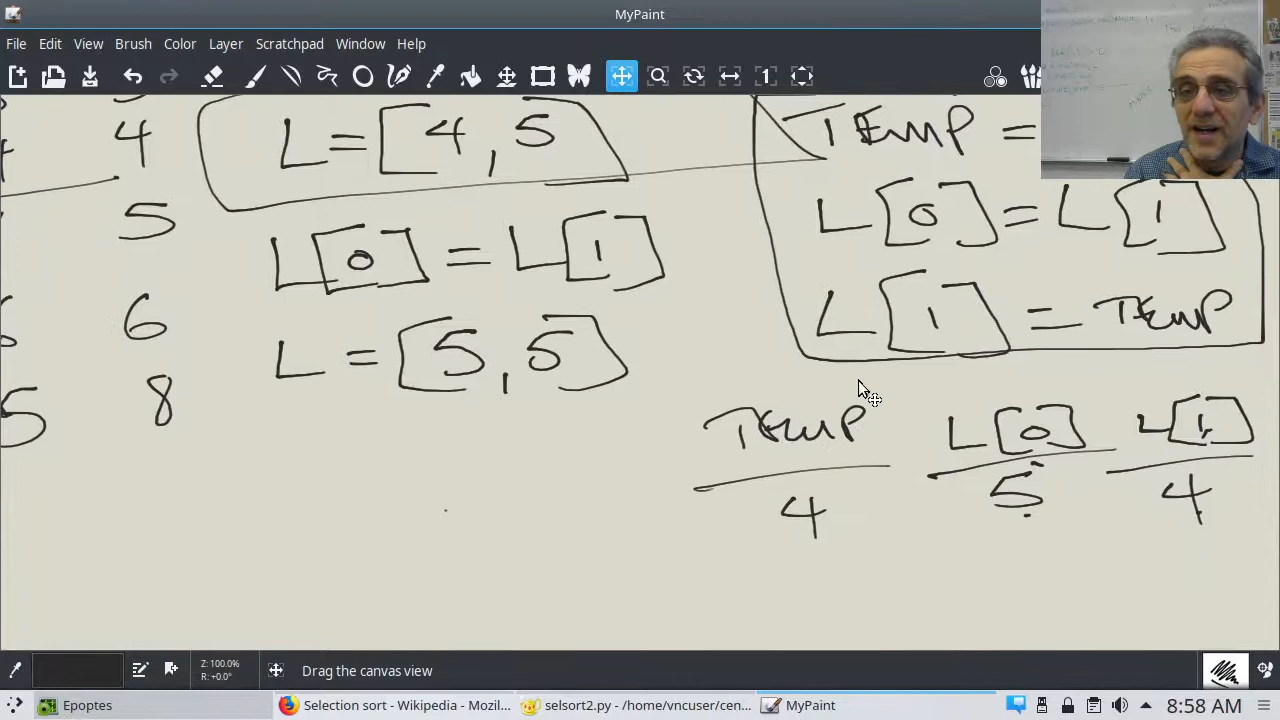 MyPaint
File Edit View Brush Color Layer Scratchpad Window Help
4
L = [4, 5]
TEMP =
5
L[0] = L[1]
L[0] = L[1]
6
L = [5, 5]
L[1] = TEMP
5 8
TEMP L[0] L[1]
4 5 4
Z: 100.0%
R: +0.0°
Drag the canvas view
Epoptes
Selection sort - Wikipedia - Mozil...
selsort2.py - /home/vncuser/cen...
MyPaint
8:58 AM